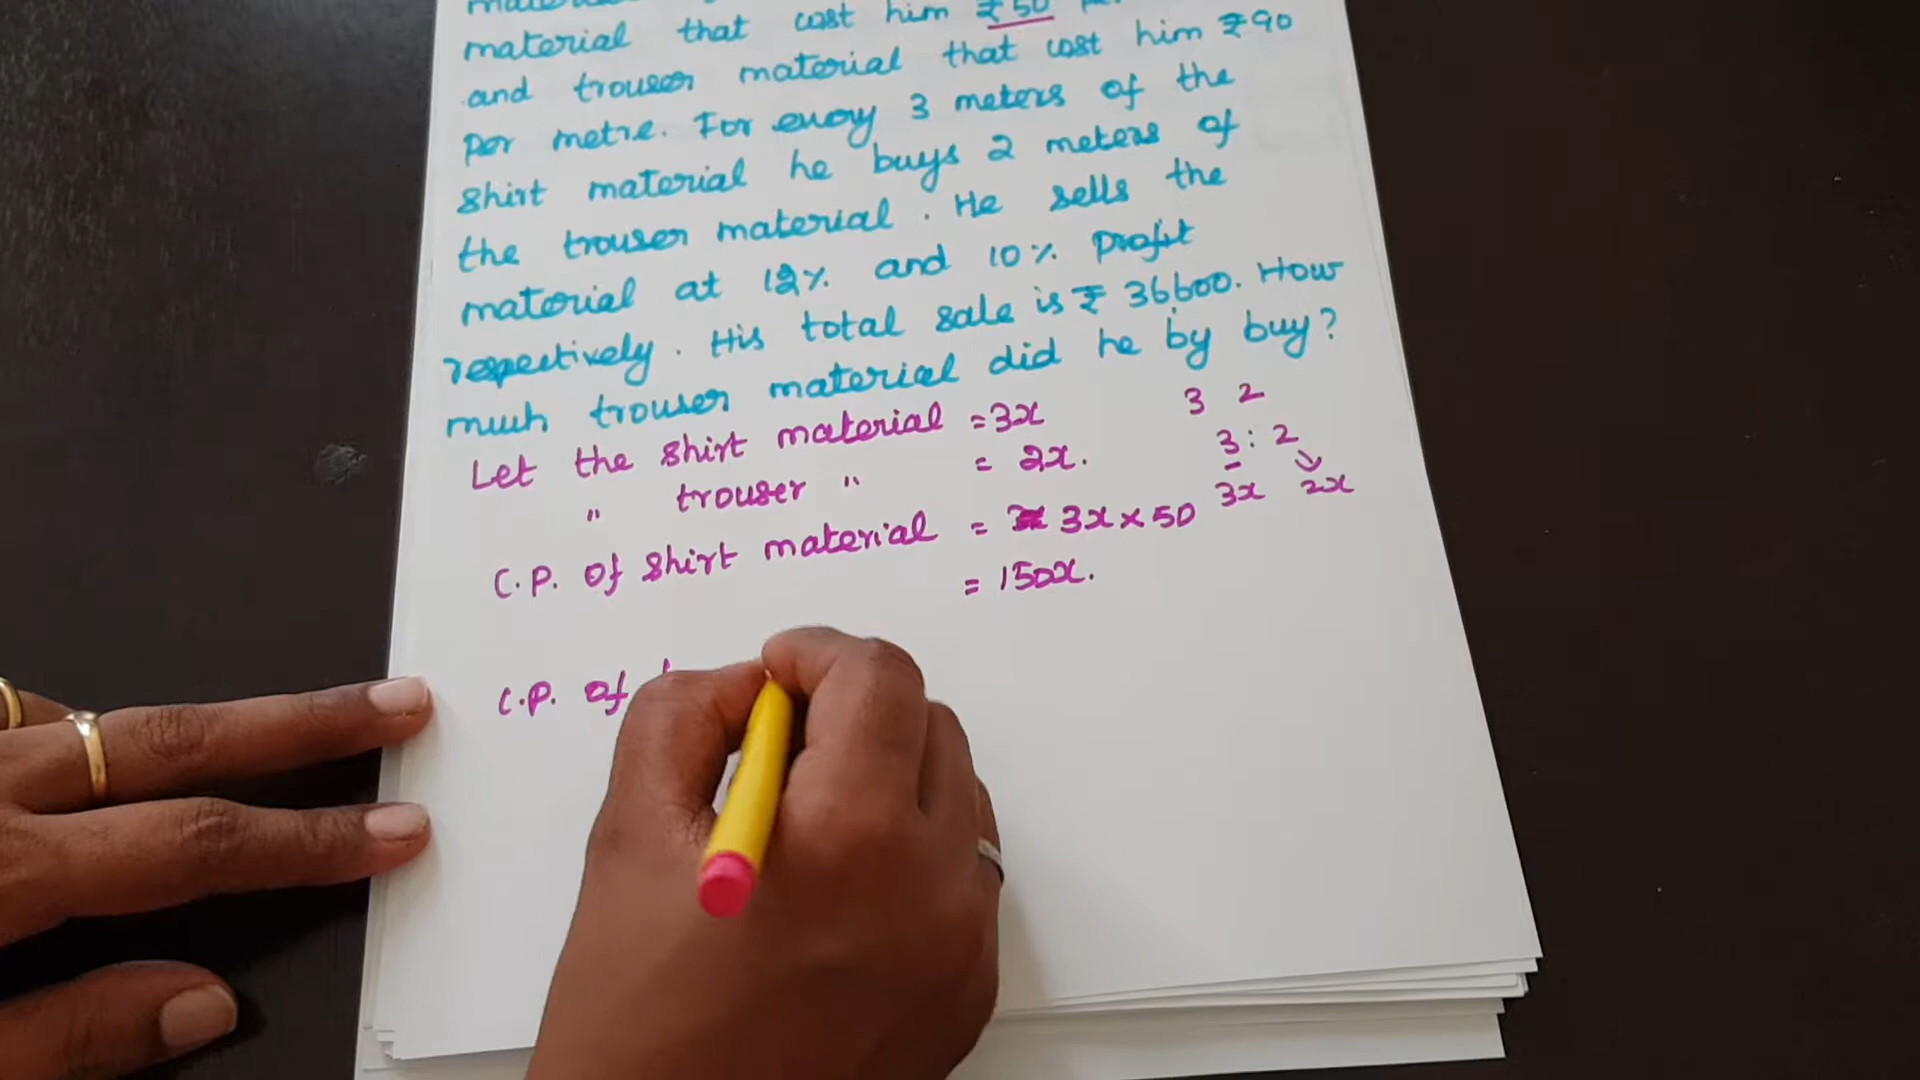 material that cost him ₹50
and trouser material that cost him ₹90
per metre. For every 3 meters of the
shirt material he buys 2 meters of
the trouser material. He sells the
material at 12% and 10% profit
respectively. His total sale is ₹ 36600. How
much trouser material did he by buy?
Let the shirt material = 3x
" trouser " = 2x.
3 2
3 : 2
3x 2x
C.P. of shirt material = 3x × 50
= 150x.
C.P. of